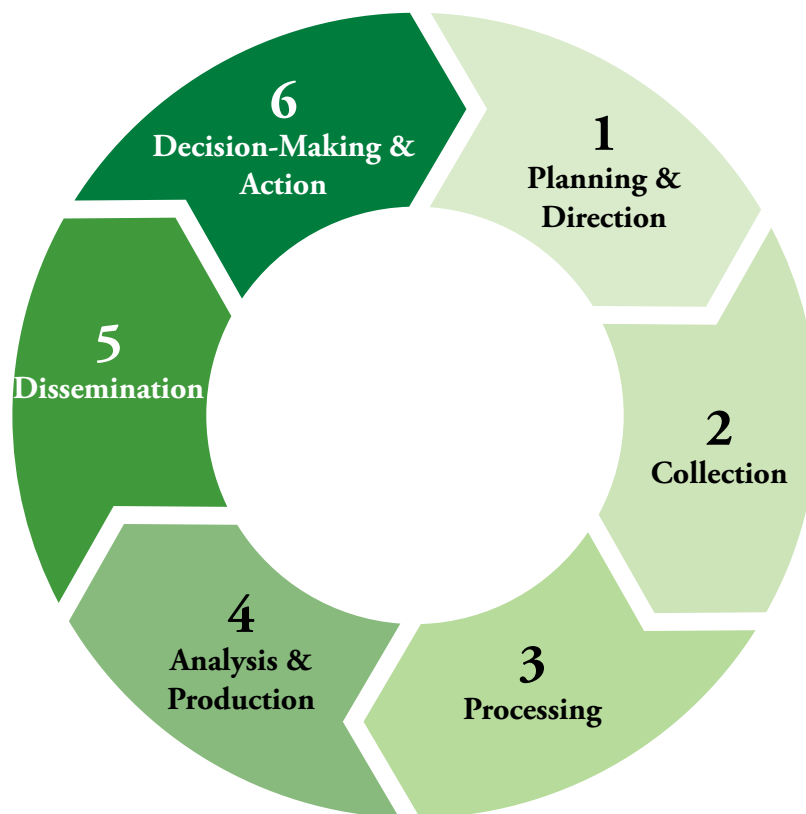 1
Planning &
Direction
2
Collection
3
Processing
4
Analysis &
Production
5
Dissemination
6
Decision-Making &
Action